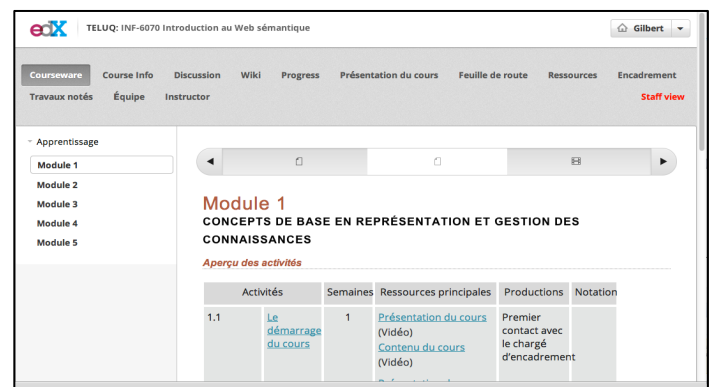 edX TELUQ: INF-6070 Introduction au Web sémantique Gilbert
Courseware Course Info Discussion Wiki Progress Présentation du cours Feuille de route Ressources Encadrement
Travaux notés Équipe Instructor Staff view
Apprentissage
Module 1
Module 2
Module 3
Module 4
Module 5
Module 1
CONCEPTS DE BASE EN REPRÉSENTATION ET GESTION DES
CONNAISSANCES
Aperçu des activités
Activités Semaines Ressources principales Productions Notation
1.1 Le 1 Présentation du cours Premier
démarrage (Vidéo) contact avec
du cours Contenu du cours le chargé
(Vidéo) d'encadrement